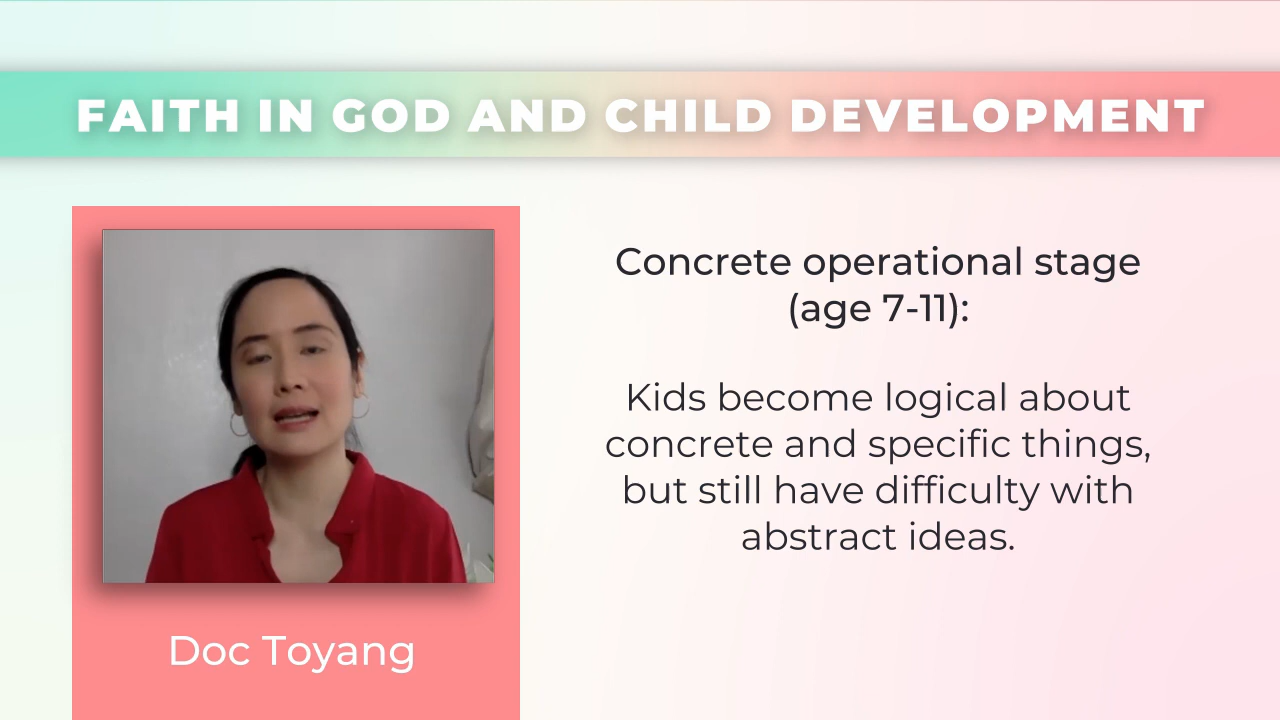 FAITH IN GOD AND CHILD DEVELOPMENT
Concrete operational stage
(age 7-11):
Kids become logical about
concrete and specific things,
but still have difficulty with
abstract ideas.
Doc Toyang